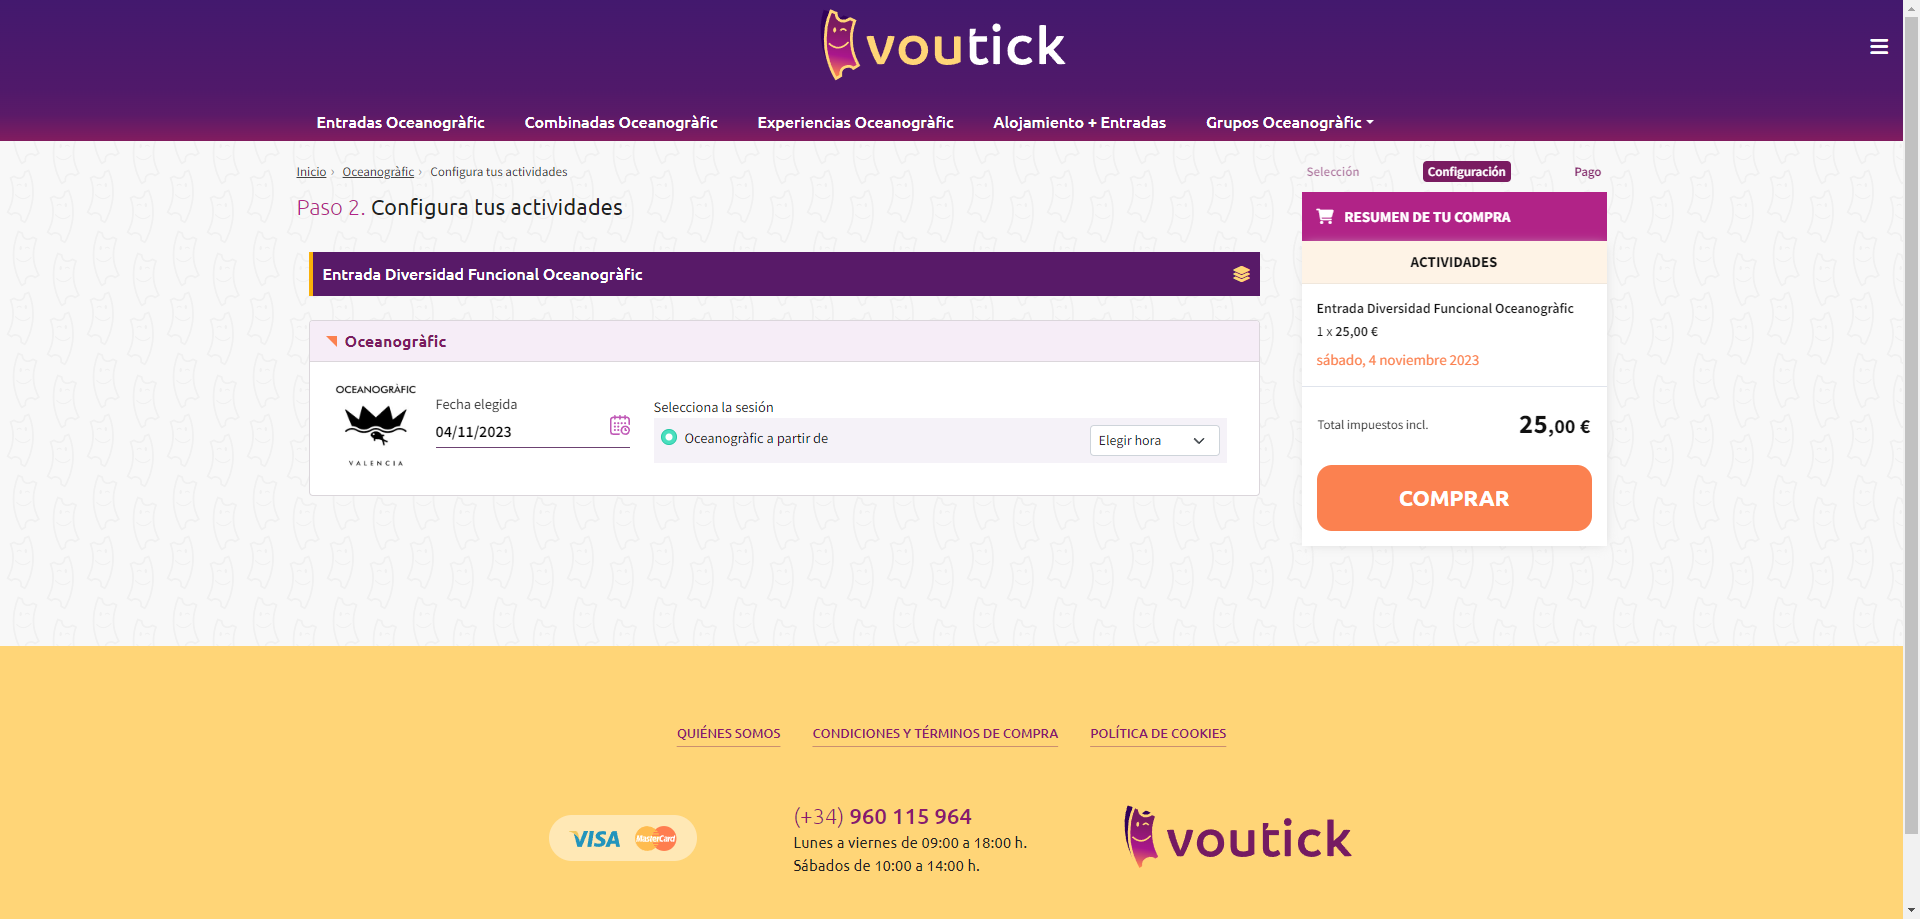 voutick
Entradas Oceanogràfic
Combinadas Oceanogràfic
Experiencias Oceanogràfic
Alojamiento + Entradas
Grupos Oceanogràfic
Inicio › Oceanogràfic › Configura tus actividades
Paso 2. Configura tus actividades
Entrada Diversidad Funcional Oceanogràfic
Oceanogràfic
OCEANOGRÀFIC
VALENCIA
Fecha elegida
04/11/2023
Selecciona la sesión
Oceanogràfic a partir de
Elegir hora
Selección
Configuración
Pago
RESUMEN DE TU COMPRA
ACTIVIDADES
Entrada Diversidad Funcional Oceanogràfic
1 x 25,00 €
sábado, 4 noviembre 2023
Total impuestos incl.
25,00 €
COMPRAR
QUIÉNES SOMOS
CONDICIONES Y TÉRMINOS DE COMPRA
POLÍTICA DE COOKIES
VISA
MasterCard
(+34) 960 115 964
Lunes a viernes de 09:00 a 18:00 h.
Sábados de 10:00 a 14:00 h.
voutick